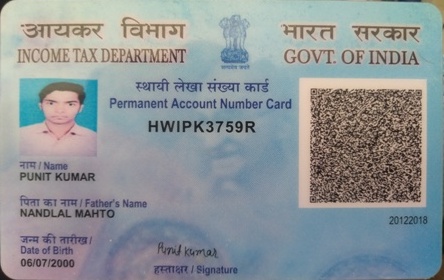 आयकर विभाग
INCOME TAX DEPARTMENT
भारत सरकार
GOVT. OF INDIA
सत्यमेव जयते
स्थायी लेखा संख्या कार्ड
Permanent Account Number Card
HWIPK3759R
नाम / Name
PUNIT KUMAR
पिता का नाम / Father's Name
NANDLAL MAHTO
जन्म की तारीख /
Date of Birth
06/07/2000
Punit kumar
हस्ताक्षर / Signature
20122018